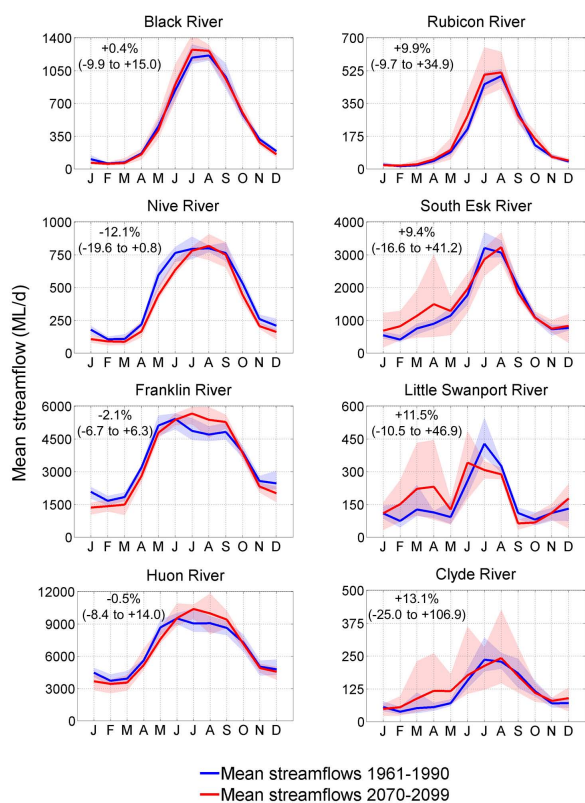 Black River
+0.4%
(-9.9 to +15.0)
1400
1050
700
350
0
J F M A M J J A S O N D
Rubicon River
+9.9%
(-9.7 to +34.9)
700
525
350
175
0
J F M A M J J A S O N D
Nive River
-12.1%
(-19.6 to +0.8)
1000
750
500
250
0
J F M A M J J A S O N D
South Esk River
+9.4%
(-16.6 to +41.2)
4000
3000
2000
1000
0
J F M A M J J A S O N D
Mean streamflow (ML/d)
Franklin River
-2.1%
(-6.7 to +6.3)
6000
4500
3000
1500
0
J F M A M J J A S O N D
Little Swanport River
+11.5%
(-10.5 to +46.9)
600
450
300
150
0
J F M A M J J A S O N D
Huon River
-0.5%
(-8.4 to +14.0)
12000
9000
6000
3000
0
J F M A M J J A S O N D
Clyde River
+13.1%
(-25.0 to +106.9)
500
375
250
125
0
J F M A M J J A S O N D
Mean streamflows 1961-1990
Mean streamflows 2070-2099